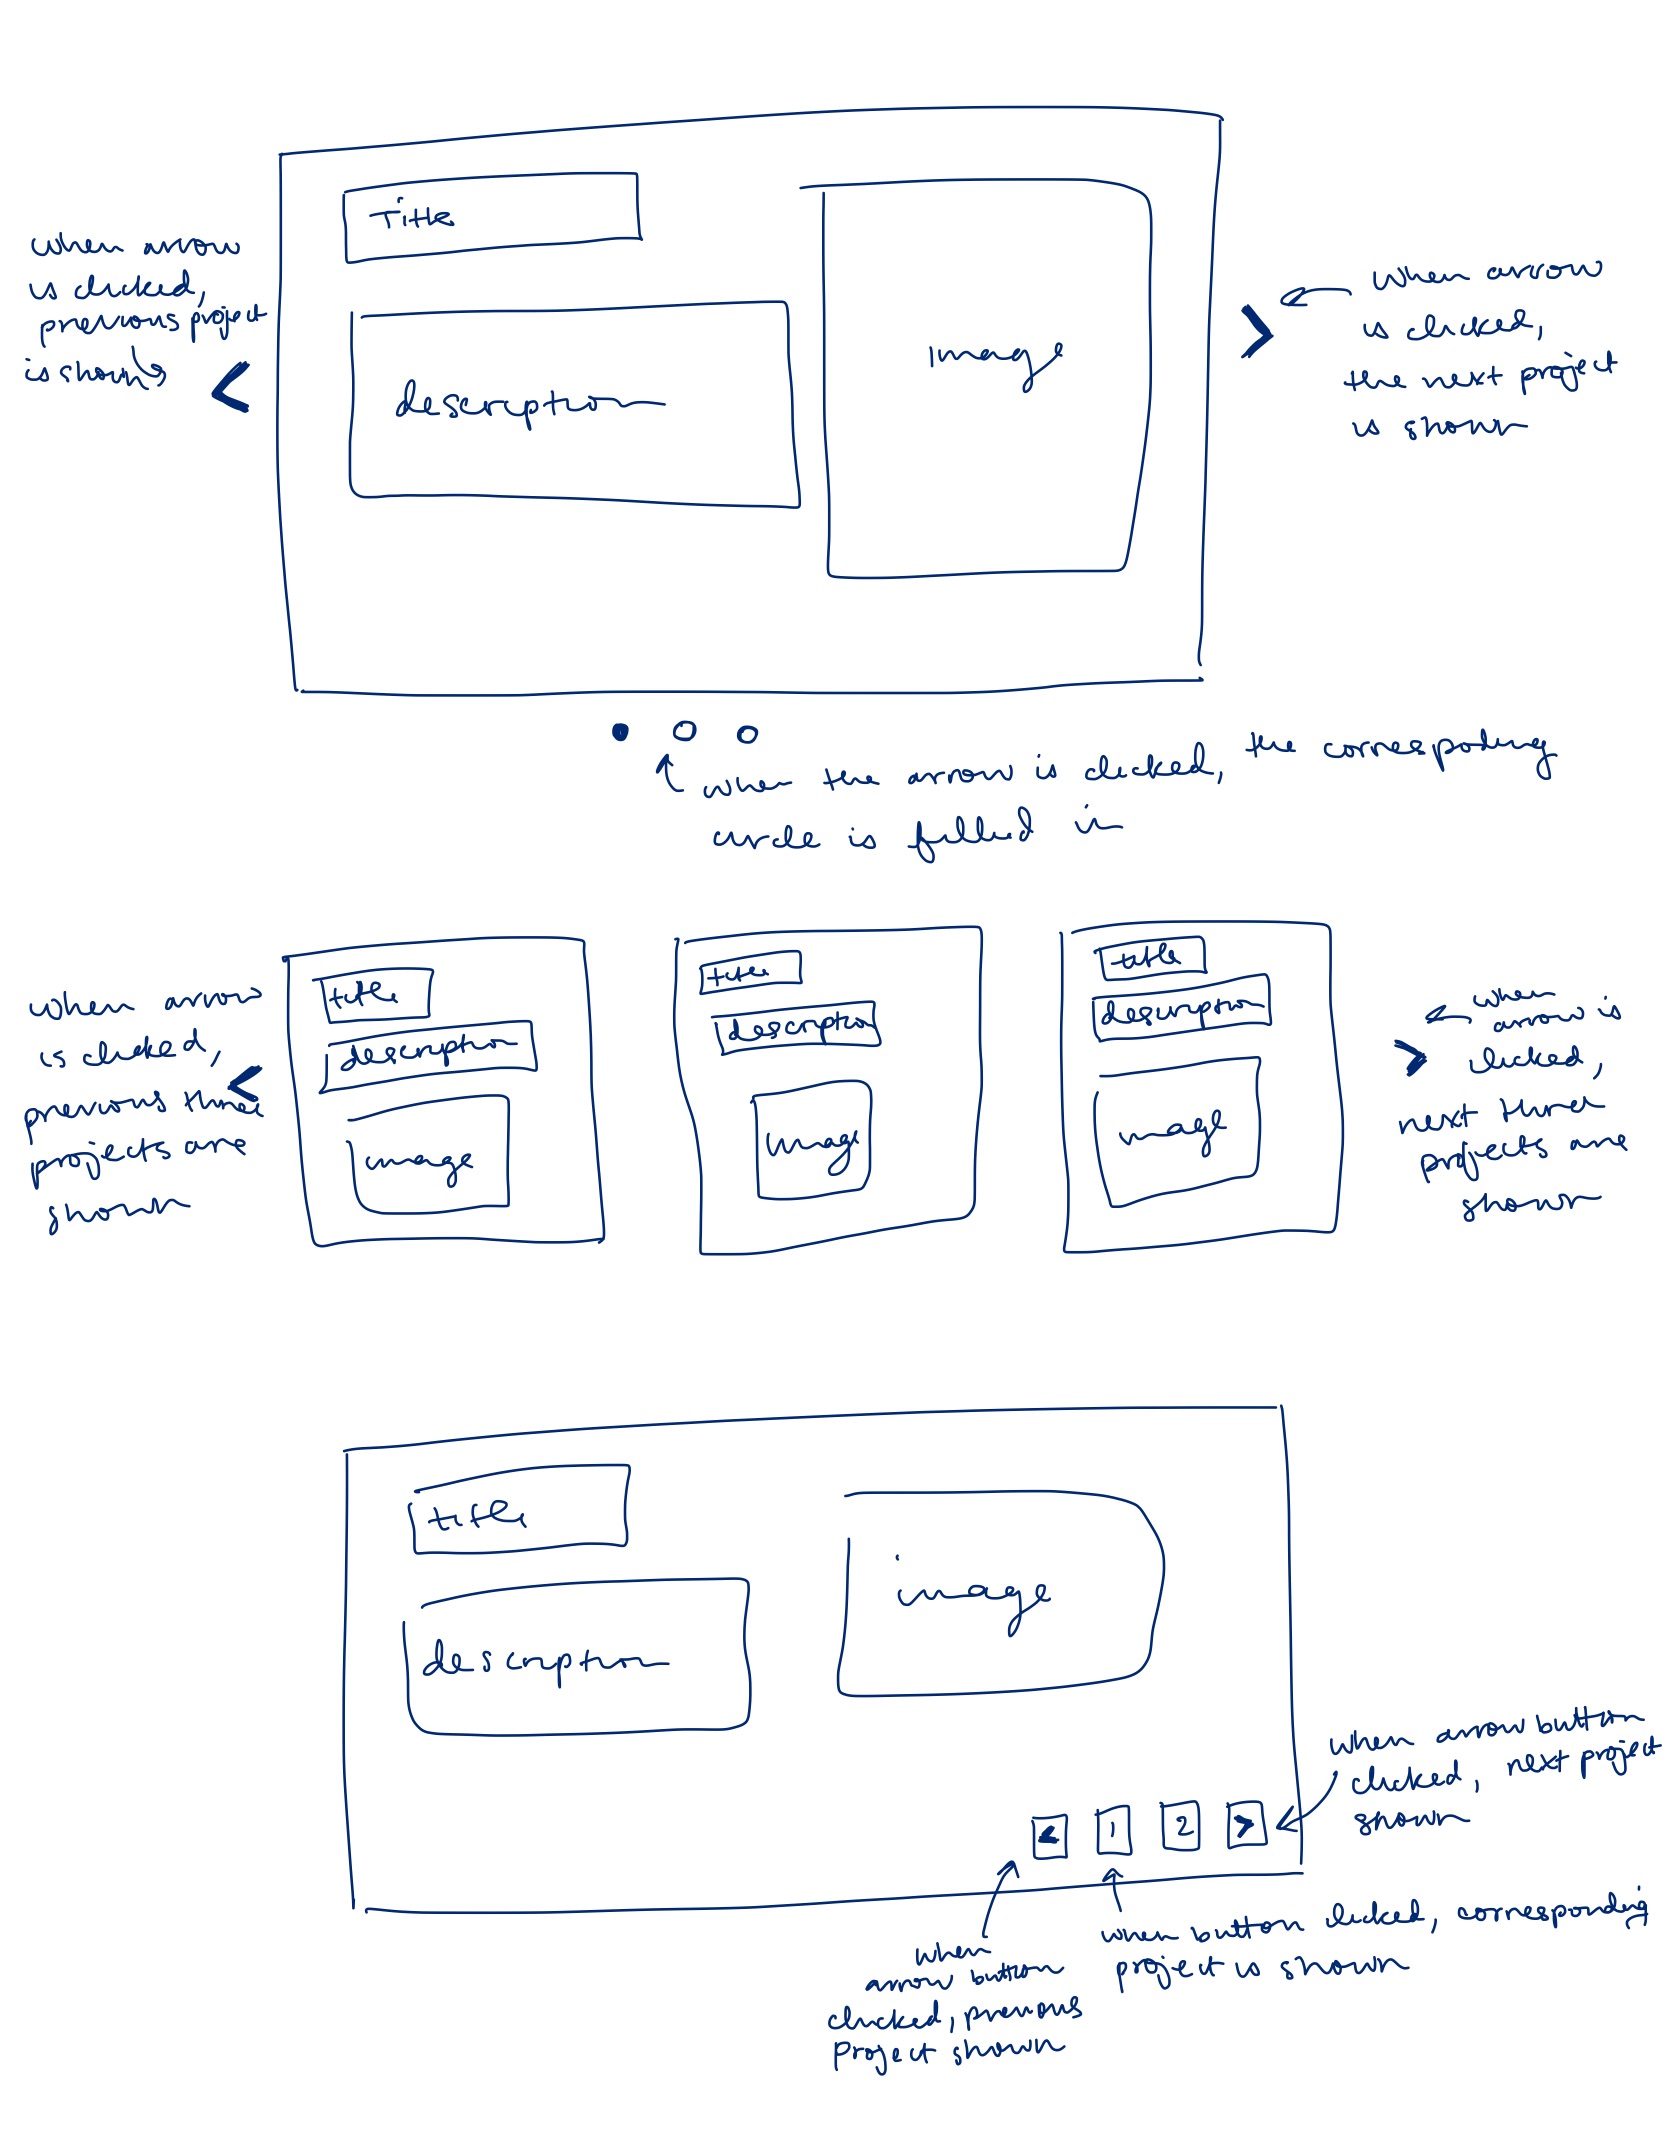 Title
description
image
when arrow
is clicked,
previous project
is shown
<
>
when arrow
is clicked,
the next project
is shown
when the arrow is clicked, the correspoding
circle is filled in
when arrow
is clicked,
previous three
projects are
shown
<
title
description
image
title
description
image
title
description
image
>
when
arrow is
clicked,
next three
projects are
shown
title
description
image
< 1 2 >
when arrow button
clicked, next project
shown
when
arrow button
clicked, previous
project shown
when button clicked, corresponding
project is shown